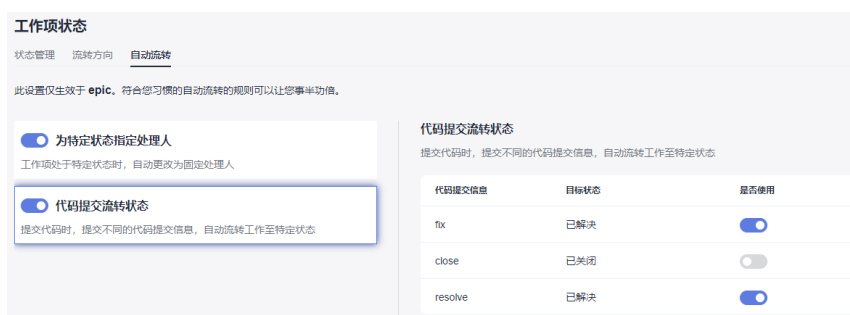 工作项状态
状态管理 流转方向 自动流转
此设置仅生效于 epic。符合您习惯的自动流转的规则可以让您事半功倍。
为特定状态指定处理人
工作项处于特定状态时，自动更改为固定处理人
代码提交流转状态
提交代码时，提交不同的代码提交信息，自动流转工作至特定状态
代码提交流转状态
提交代码时，提交不同的代码提交信息，自动流转工作至特定状态
代码提交信息 目标状态 是否使用
fix 已解决
close 已关闭
resolve 已解决